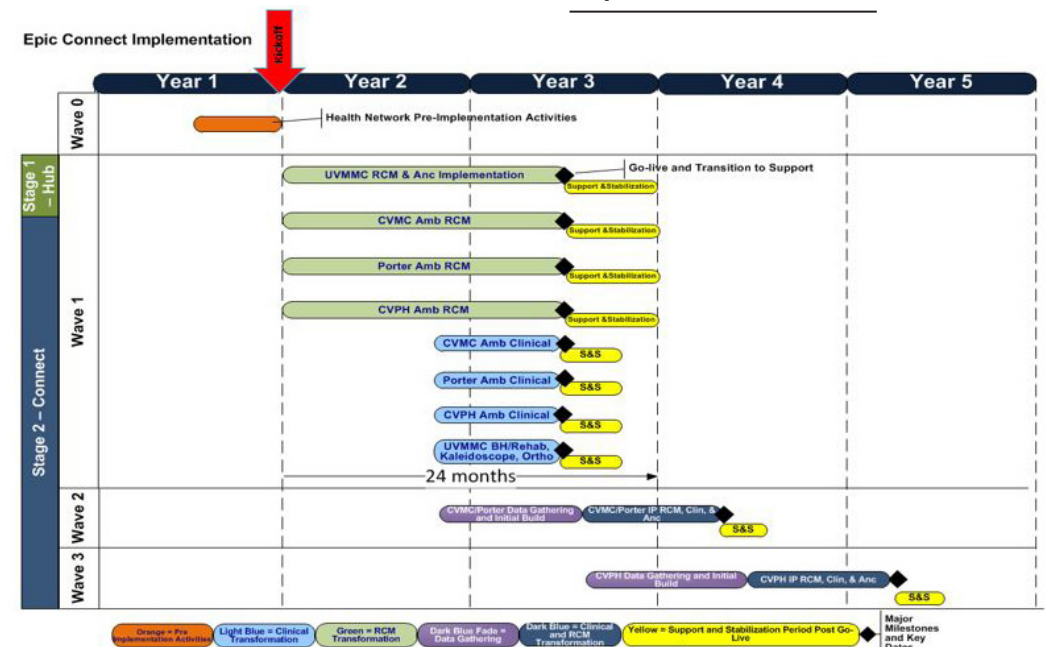 Epic Connect Implementation
Kickoff
Year 1
Year 2
Year 3
Year 4
Year 5
Wave 0
Health Network Pre-Implementation Activities
Stage 1
– Hub
Stage 2 – Connect
Wave 1
UVMMC RCM & Anc Implementation
Go-live and Transition to Support
Support &Stabilization
CVMC Amb RCM
Support &Stabilization
Porter Amb RCM
Support &Stabilization
CVPH Amb RCM
Support &Stabilization
CVMC Amb Clinical
S&S
Porter Amb Clinical
S&S
CVPH Amb Clinical
S&S
UVMMC BH/Rehab,
Kaleidoscope, Ortho
S&S
24 months
Wave 2
CVMC/Porter Data Gathering
and Initial Build
CVMC/Porter IP RCM, Clin, &
Anc
S&S
Wave 3
CVPH Data Gathering and Initial
Build
CVPH IP RCM, Clin, & Anc
S&S
Orange = Pre
Implementation Activities
Light Blue = Clinical
Transformation
Green = RCM
Transformation
Dark Blue Fade =
Data Gathering
Dark Blue = Clinical
and RCM
Transformation
Yellow = Support and Stabilization Period Post Go-
Live
Major
Milestones
and Key
Dates